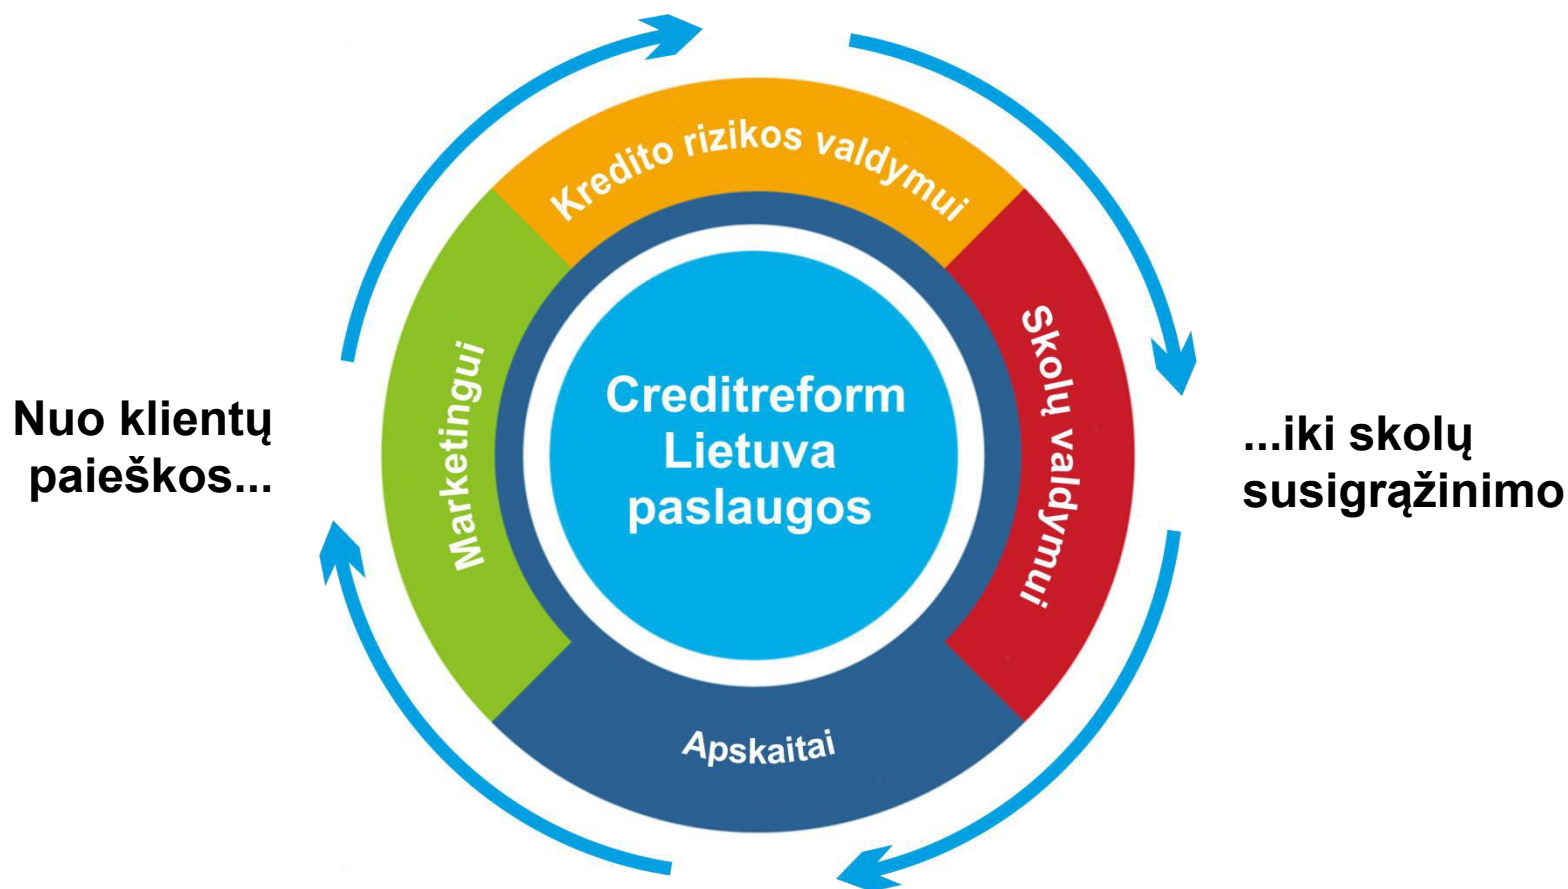 Kredito rizikos valdymui
Nuo klientų
paieškos...
Marketingui
Creditreform
Lietuva
paslaugos
Skolų valdymui
...iki skolų
susigrąžinimo
Apskaitai